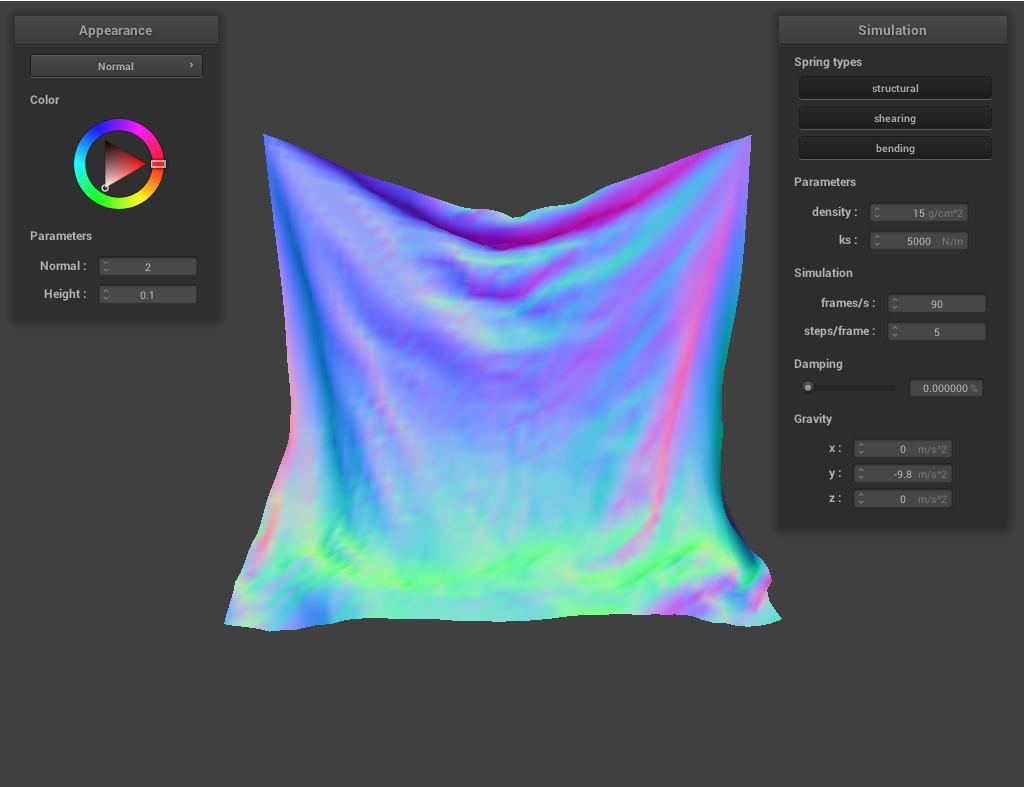 Appearance
Normal ›
Color
Parameters
Normal : 2
Height : 0.1
Simulation
Spring types
structural
shearing
bending
Parameters
density : 15 g/cm^2
ks : 5000 N/m
Simulation
frames/s : 90
steps/frame : 5
Damping
0.000000 %
Gravity
x : 0 m/s^2
y : -9.8 m/s^2
z : 0 m/s^2